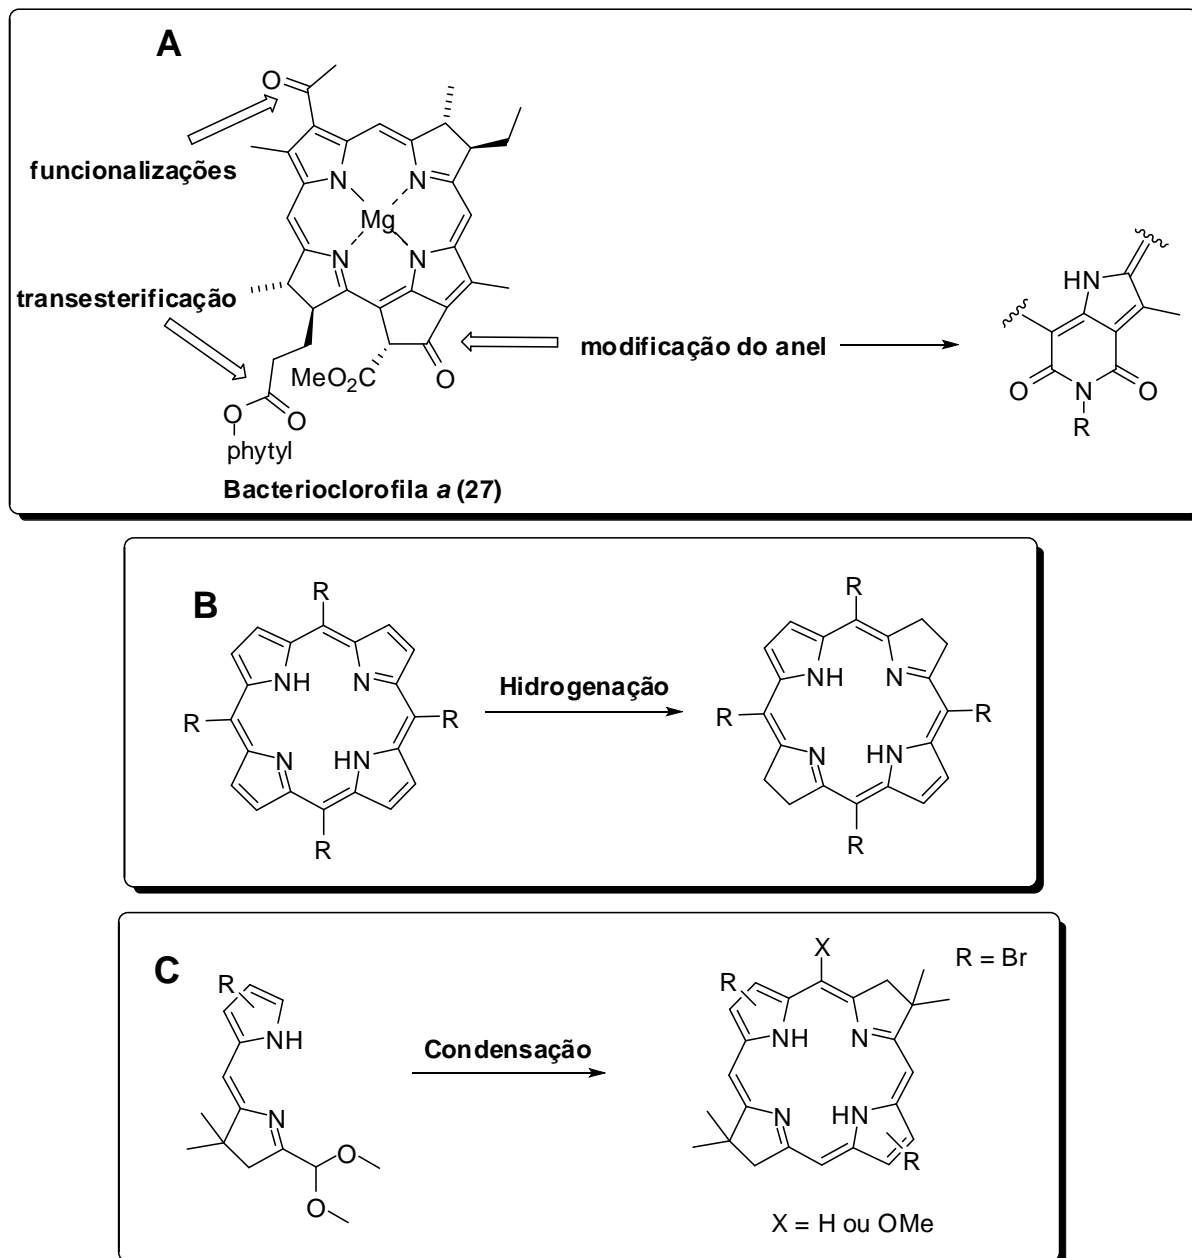 A
O
funcionalizações
N
N
Mg
N
N
transesterificação
HN
modificação do anel
MeO2C
O
O
O
phytyl
O
N
O
R
Bacterioclorofila a (27)
B
R
R
NH
N
R
R
N
HN
R
Hidrogenação
R
NH
N
R
R
N
HN
R
C
R
NH
N
O
O
Condensação
X
R = Br
R
NH
N
N
HN
R
X = H ou OMe